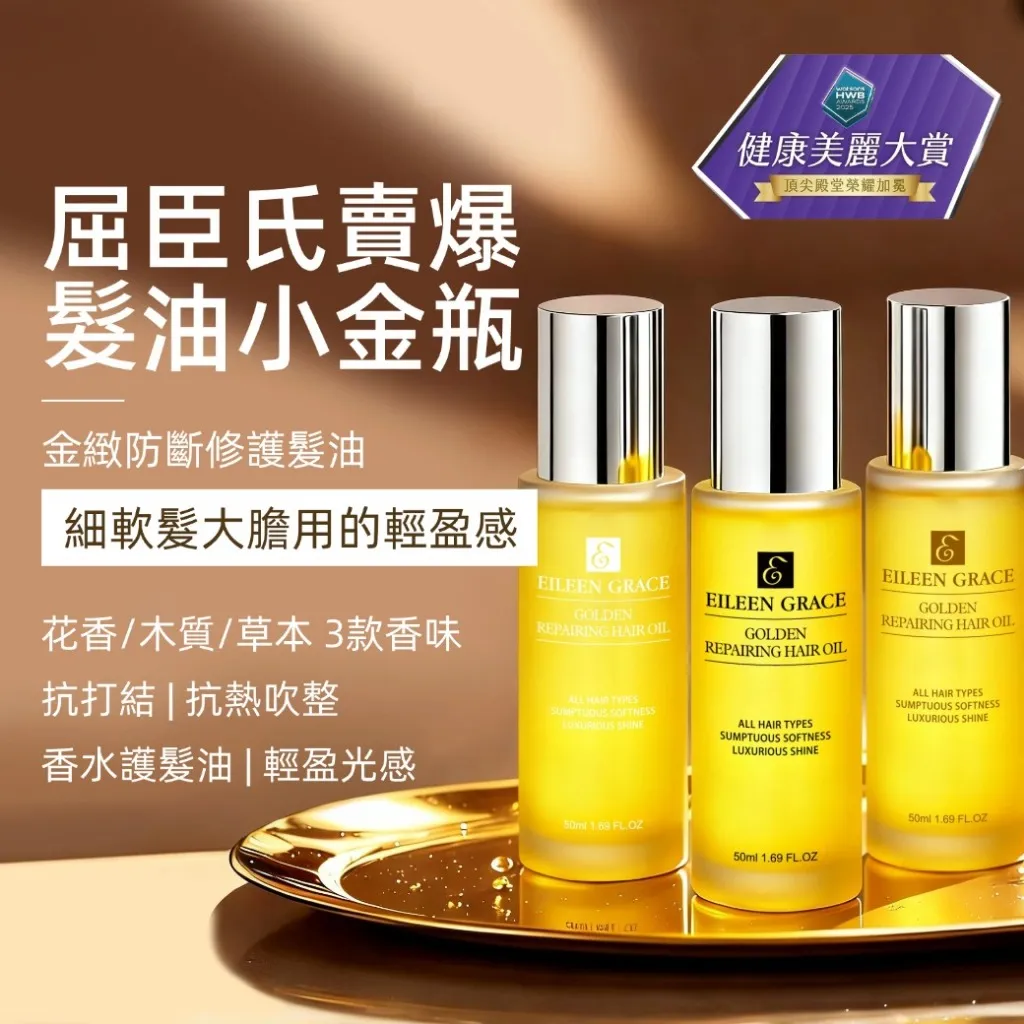 watsons
HWB
AWARDS
2025
健康美麗大賞
頂尖殿堂榮耀加冕
屈臣氏賣爆
髮油小金瓶
金緻防斷修護髮油
細軟髮大膽用的輕盈感
花香/木質/草本 3款香味
抗打結 | 抗熱吹整
香水護髮油 | 輕盈光感
EILEEN GRACE
GOLDEN
REPAIRING HAIR OIL
ALL HAIR TYPES
SUMPTUOUS SOFTNESS
LUXURIOUS SHINE
50ml 1.69 FL.OZ
EILEEN GRACE
GOLDEN
REPAIRING HAIR OIL
ALL HAIR TYPES
SUMPTUOUS SOFTNESS
LUXURIOUS SHINE
50ml 1.69 FL.OZ
EILEEN GRACE
GOLDEN
REPAIRING HAIR OIL
ALL HAIR TYPES
SUMPTUOUS SOFTNESS
LUXURIOUS SHINE
50ml 1.69 FL.OZ